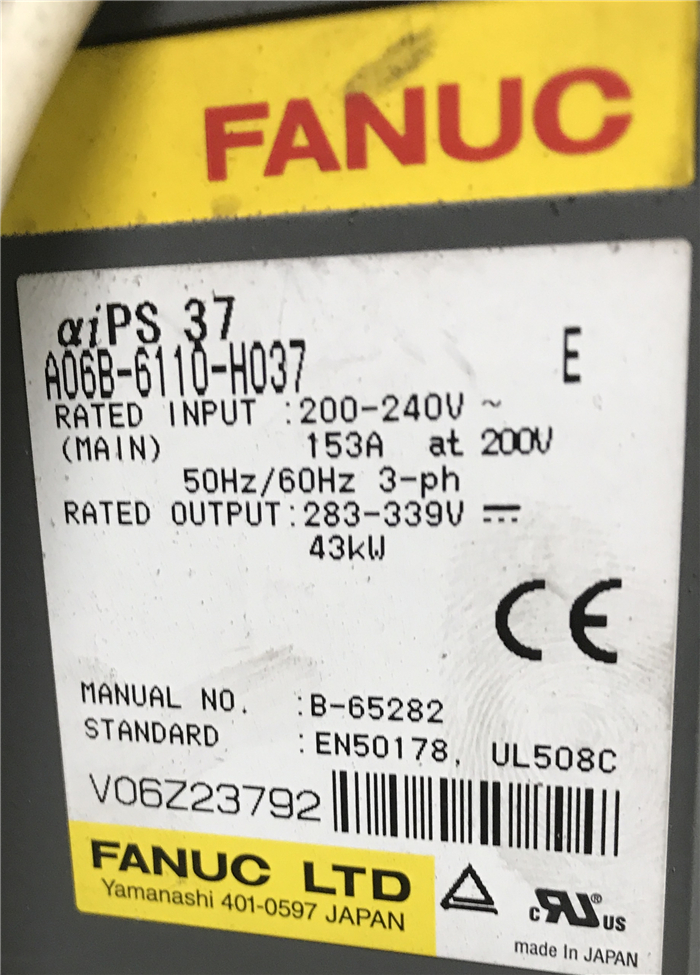 FANUC
αiPS 37
A06B-6110-H037
E
RATED INPUT :200-240V ~
(MAIN) 153A at 200V
50Hz/60Hz 3-ph
RATED OUTPUT:283-339V ⎓
43kW
CE
MANUAL NO. :B-65282
STANDARD :EN50178, UL508C
V06Z23792
FANUC LTD
Yamanashi 401-0597 JAPAN
c RU® US
made In JAPAN